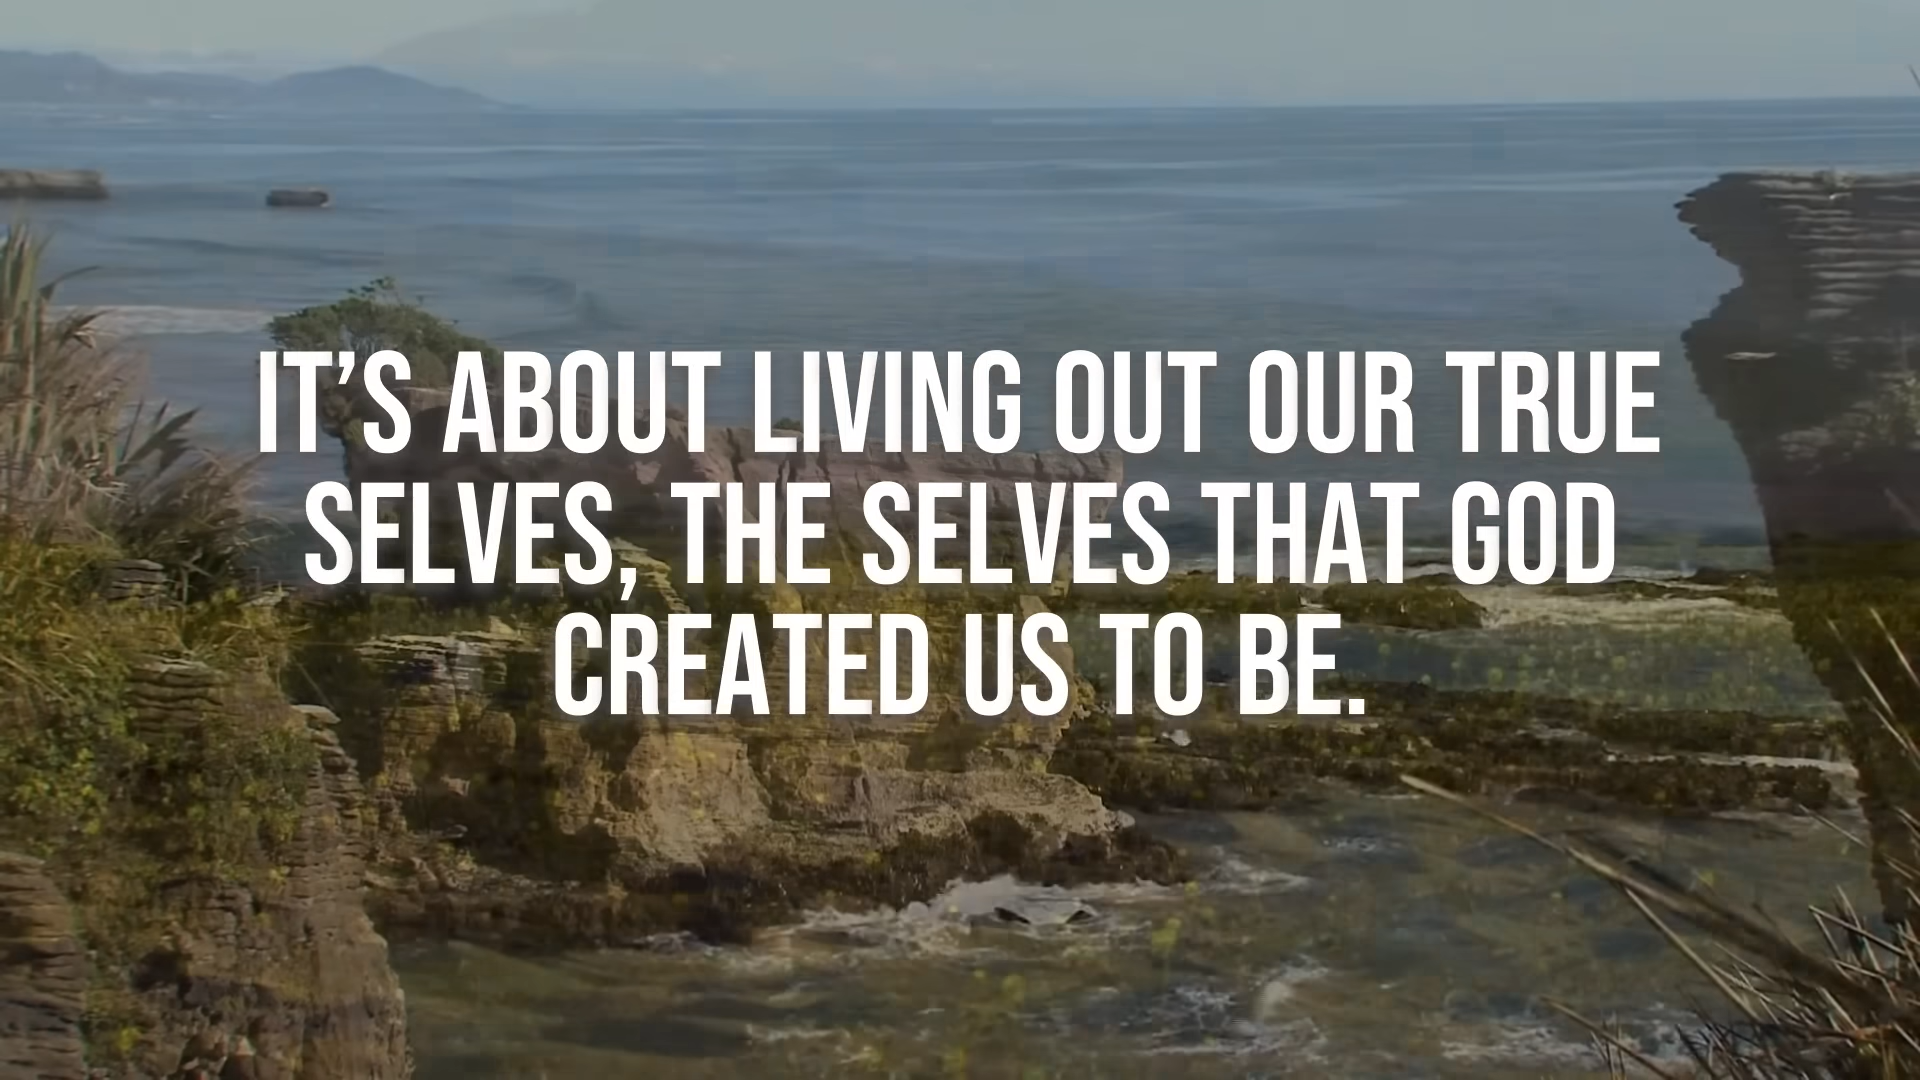 IT’S ABOUT LIVING OUT OUR TRUE
SELVES, THE SELVES THAT GOD
CREATED US TO BE.